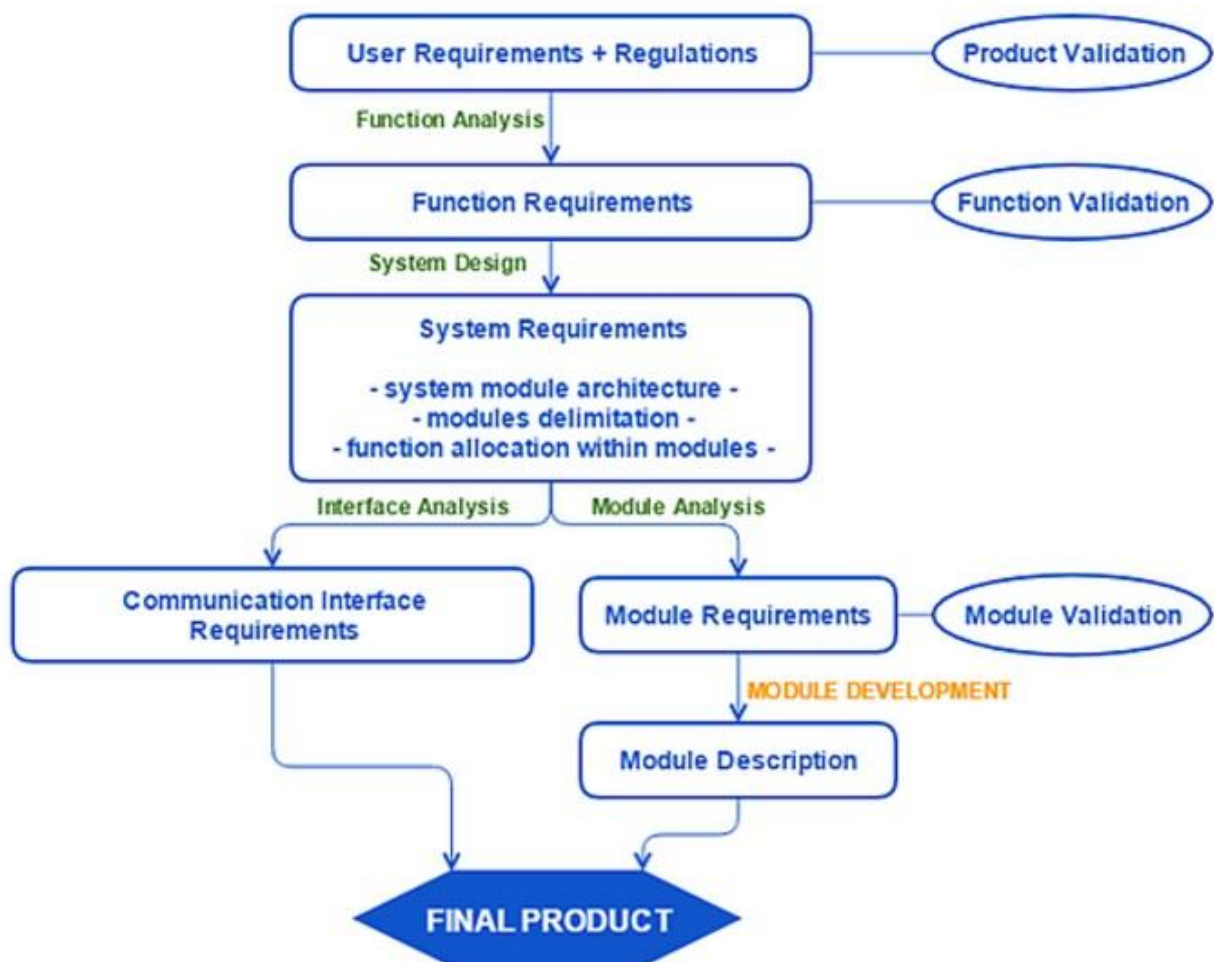 User Requirements + Regulations
Product Validation
Function Analysis
Function Requirements
Function Validation
System Design
System Requirements
- system module architecture -
- modules delimitation -
- function allocation within modules -
Interface Analysis
Module Analysis
Communication Interface
Requirements
Module Requirements
Module Validation
MODULE DEVELOPMENT
Module Description
FINAL PRODUCT